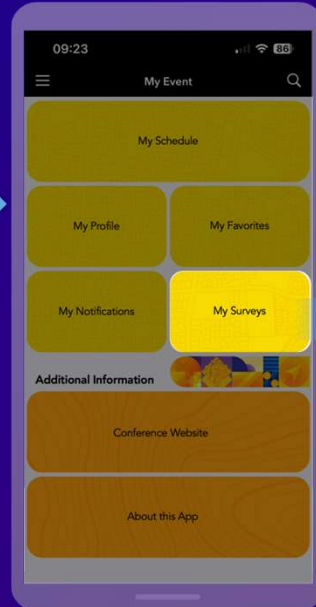 09:23
86
My Event
My Schedule
My Profile
My Favorites
My Notifications
My Surveys
Additional Information
Conference Website
About this App